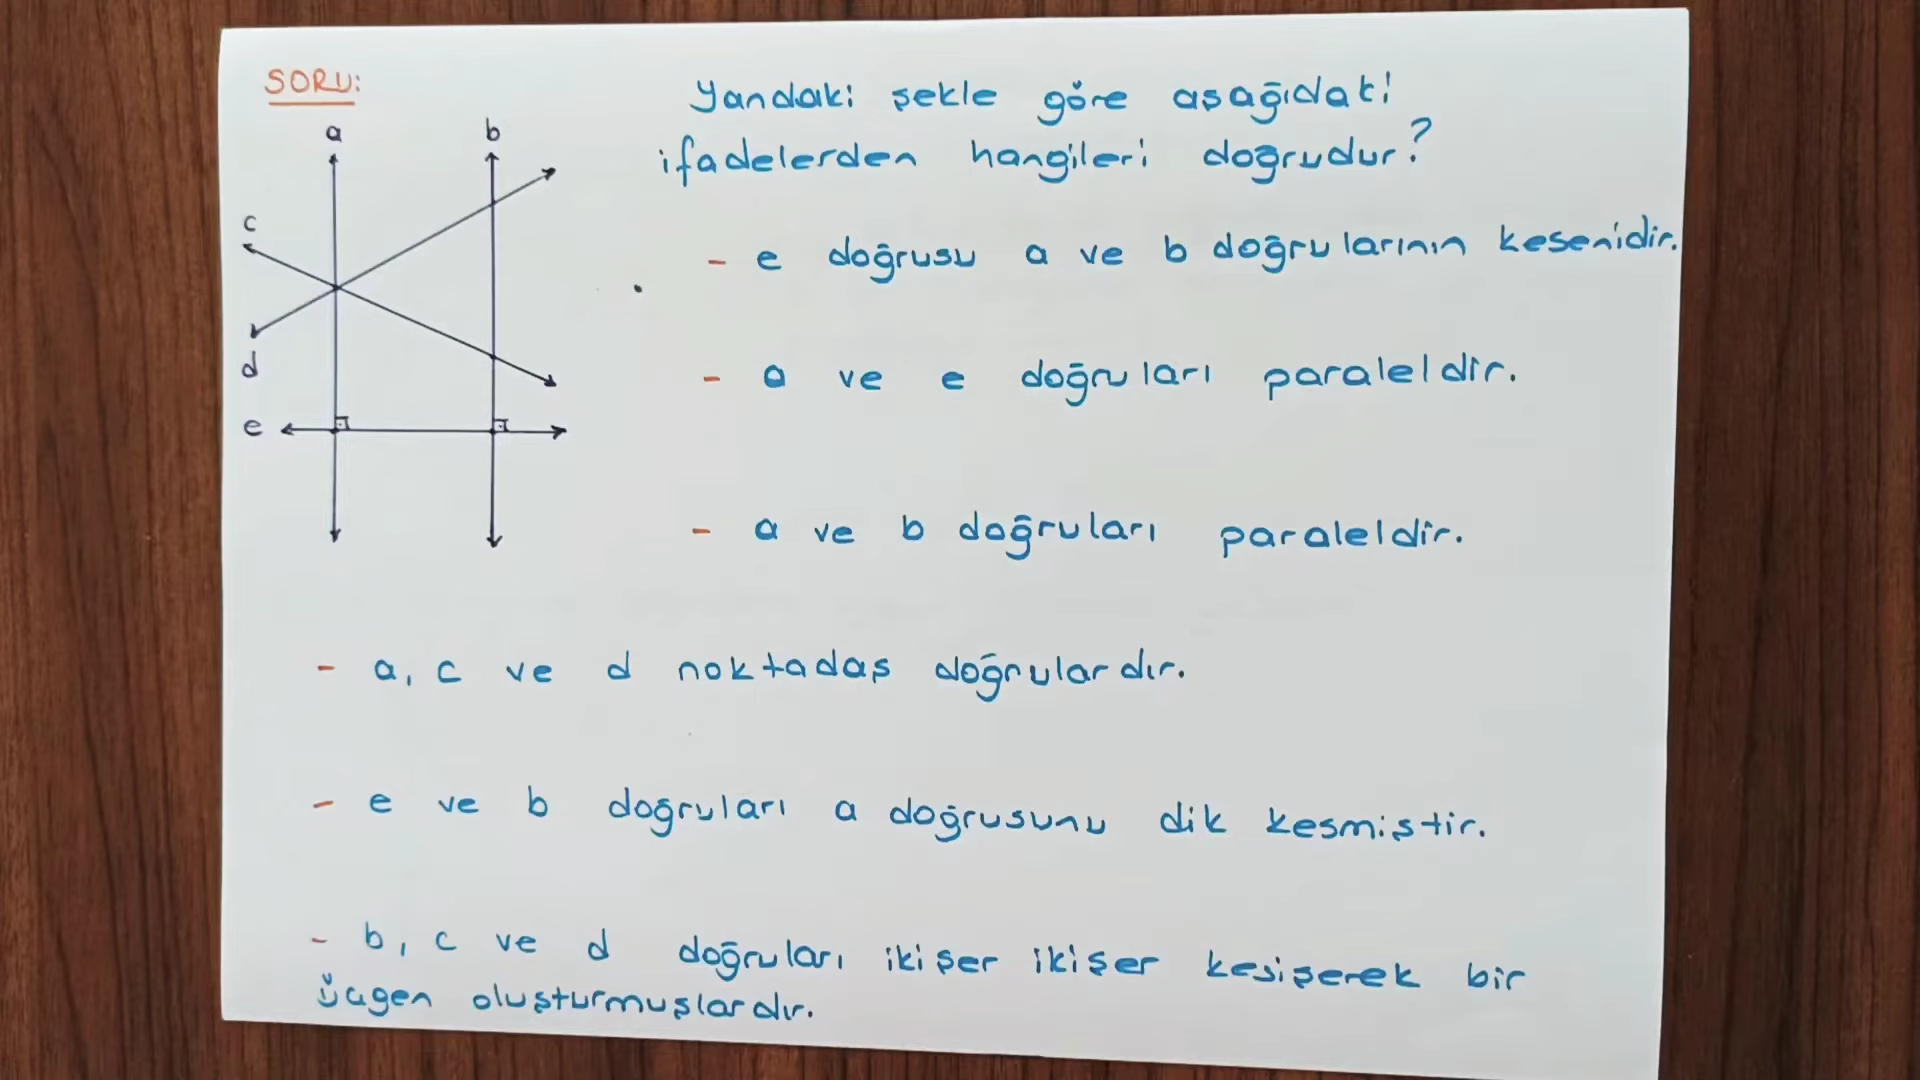 SORU:
Yandaki şekle göre aşağıdaki
ifadelerden hangileri doğrudur?
a
b
c
d
e
- e doğrusu a ve b doğrularının kesenidir.
- a ve e doğruları paraleldir.
- a ve b doğruları paraleldir.
- a, c ve d noktadaş doğrulardır.
- e ve b doğruları a doğrusunu dik kesmiştir.
- b, c ve d doğruları ikişer ikişer kesişerek bir
üçgen oluşturmuşlardır.